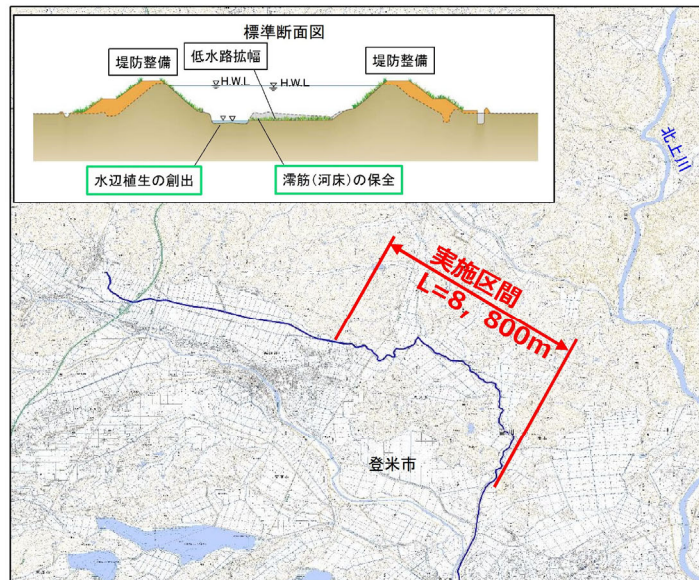 標準断面図
堤防整備
低水路拡幅
堤防整備
H.W.L
H.W.L
水辺植生の創出
澪筋(河床)の保全
北上川
実施区間
L=8,800m
登米市